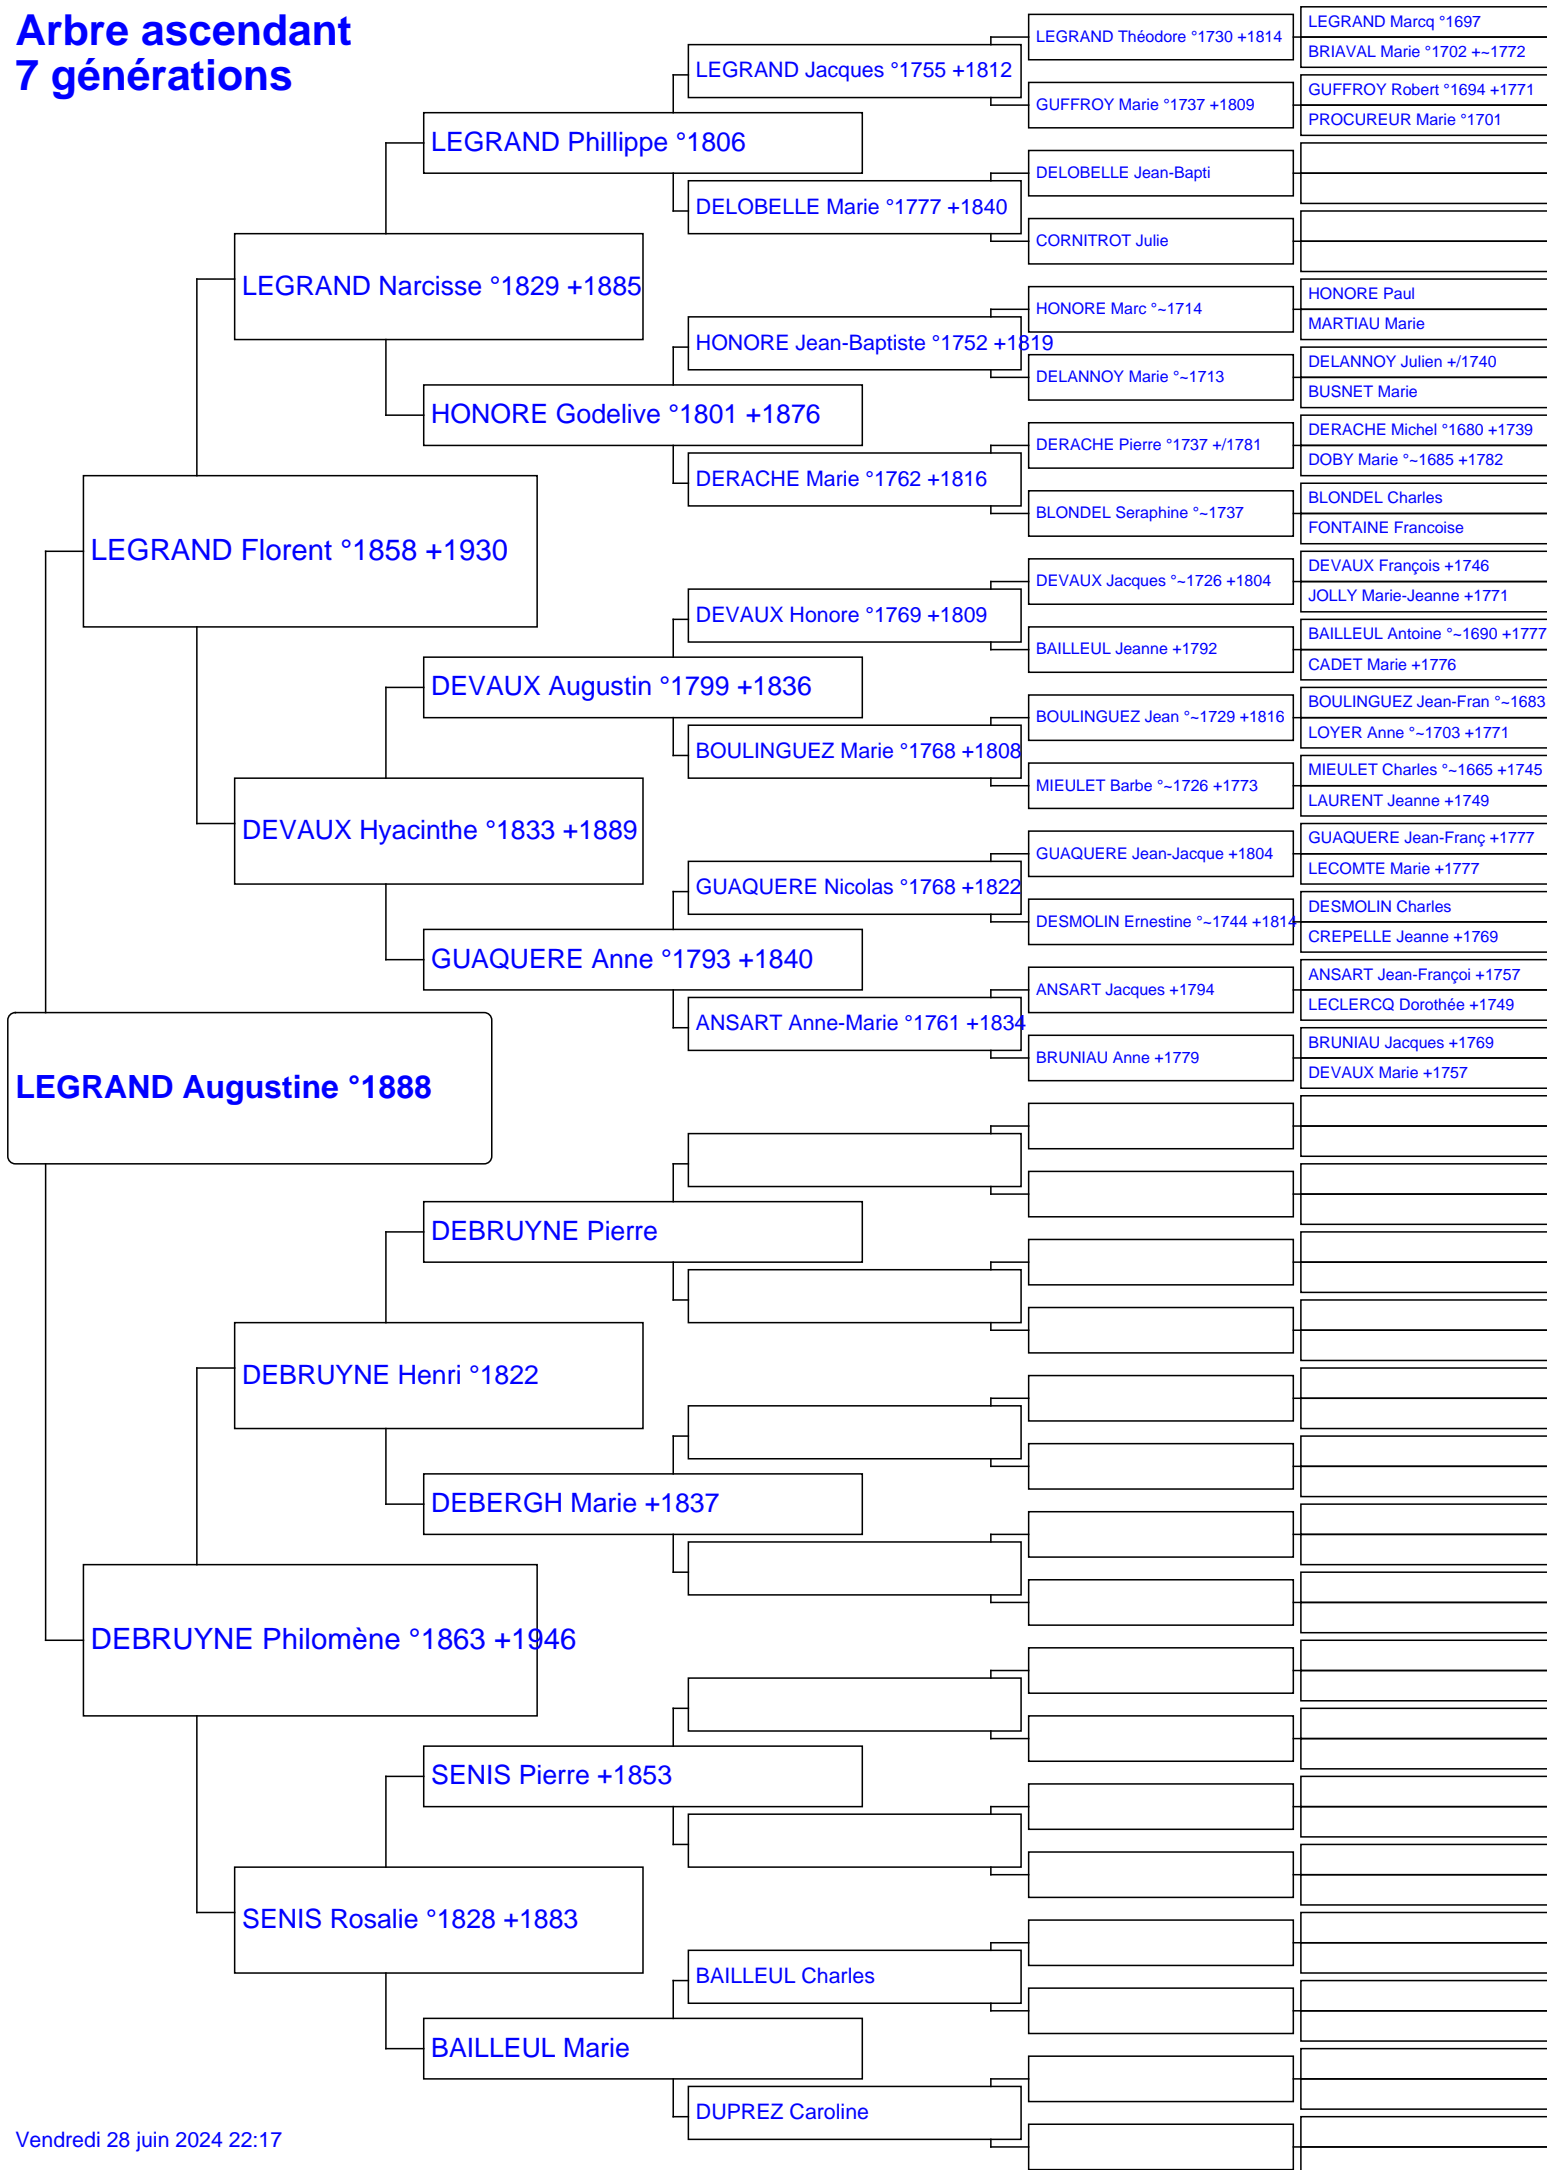 Arbre ascendant
7 générations
LEGRAND Augustine °1888
LEGRAND Florent °1858 +1930
DEBRUYNE Philomène °1863 +1946
LEGRAND Narcisse °1829 +1885
DEVAUX Hyacinthe °1833 +1889
DEBRUYNE Henri °1822
SENIS Rosalie °1828 +1883
LEGRAND Phillippe °1806
HONORE Godelive °1801 +1876
DEVAUX Augustin °1799 +1836
GUAQUERE Anne °1793 +1840
DEBRUYNE Pierre
DEBERGH Marie +1837
SENIS Pierre +1853
BAILLEUL Marie
LEGRAND Jacques °1755 +1812
DELOBELLE Marie °1777 +1840
HONORE Jean-Baptiste °1752 +1819
DERACHE Marie °1762 +1816
DEVAUX Honore °1769 +1809
BOULINGUEZ Marie °1768 +1808
GUAQUERE Nicolas °1768 +1822
ANSART Anne-Marie °1761 +1834
BAILLEUL Charles
DUPREZ Caroline
LEGRAND Théodore °1730 +1814
GUFFROY Marie °1737 +1809
DELOBELLE Jean-Bapti
CORNITROT Julie
HONORE Marc °~1714
DELANNOY Marie °~1713
DERACHE Pierre °1737 +/1781
BLONDEL Seraphine °~1737
DEVAUX Jacques °~1726 +1804
BAILLEUL Jeanne +1792
BOULINGUEZ Jean °~1729 +1816
MIEULET Barbe °~1726 +1773
GUAQUERE Jean-Jacque +1804
DESMOLIN Ernestine °~1744 +1814
ANSART Jacques +1794
BRUNIAU Anne +1779
LEGRAND Marcq °1697
BRIAVAL Marie °1702 +~1772
GUFFROY Robert °1694 +1771
PROCUREUR Marie °1701
HONORE Paul
MARTIAU Marie
DELANNOY Julien +/1740
BUSNET Marie
DERACHE Michel °1680 +1739
DOBY Marie °~1685 +1782
BLONDEL Charles
FONTAINE Francoise
DEVAUX François +1746
JOLLY Marie-Jeanne +1771
BAILLEUL Antoine °~1690 +1777
CADET Marie +1776
BOULINGUEZ Jean-Fran °~1683
LOYER Anne °~1703 +1771
MIEULET Charles °~1665 +1745
LAURENT Jeanne +1749
GUAQUERE Jean-Franç +1777
LECOMTE Marie +1777
DESMOLIN Charles
CREPELLE Jeanne +1769
ANSART Jean-Françoi +1757
LECLERCQ Dorothée +1749
BRUNIAU Jacques +1769
DEVAUX Marie +1757
Vendredi 28 juin 2024 22:17